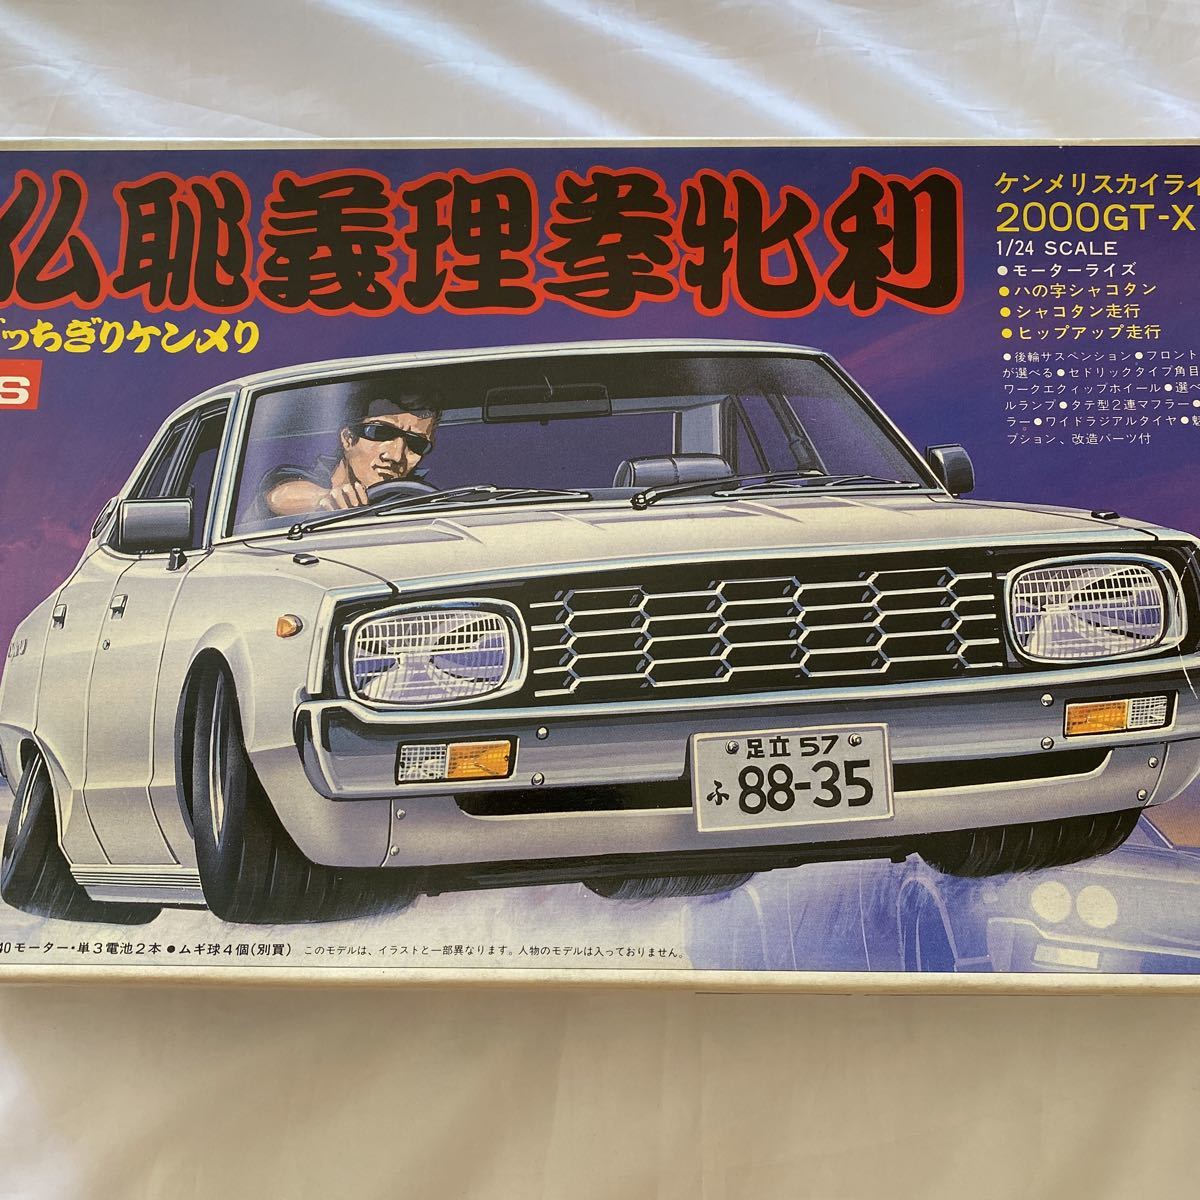 仏恥義理拳牝利
っちぎりケンメリ
S
ケンメリスカイライ
2000GT-X
1/24 SCALE
●モーターライズ
●ハの字シャコタン
●シャコタン走行
●ヒップアップ走行
●後輪サスペンション●フロント
が選べる●セドリックタイプ角目
ワークエクィップホイール●選べ
ルランプ●タテ型2連マフラー●
ラー●ワイドラジアルタイヤ●魅
プション、改造パーツ付
足立57
ふ 88-35
40モーター・単3電池2本●ムギ球4個(別買) このモデルは、イラストと一部異なります。人物のモデルは入っておりません。